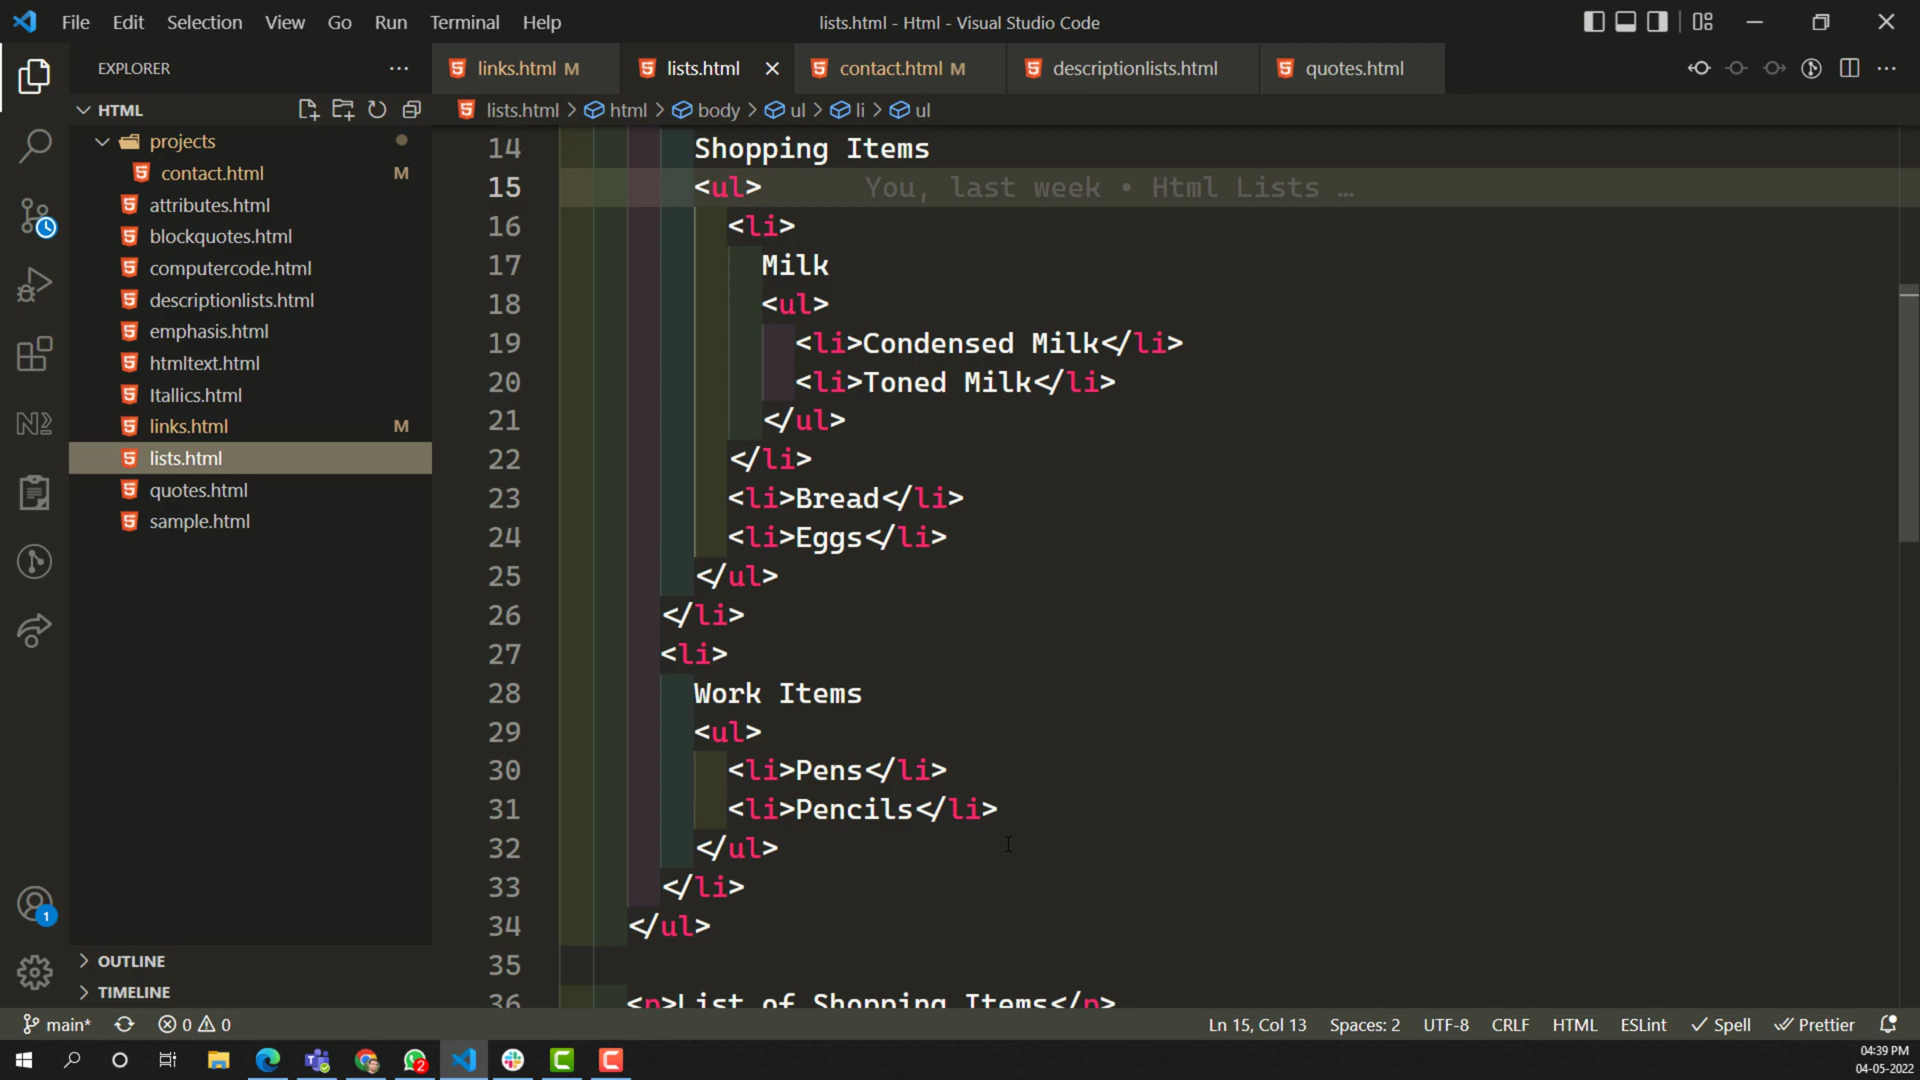 File Edit Selection View Go Run Terminal Help
lists.html - Html - Visual Studio Code
EXPLORER
links.html M
lists.html
contact.html M
descriptionlists.html
quotes.html
HTML
lists.html > html > body > ul > li > ul
projects
contact.html M
attributes.html
blockquotes.html
computercode.html
descriptionlists.html
emphasis.html
htmltext.html
Itallics.html
links.html M
lists.html
quotes.html
sample.html
OUTLINE
TIMELINE
14 Shopping Items
15 <ul> You, last week • Html Lists …
16 <li>
17 Milk
18 <ul>
19 <li>Condensed Milk</li>
20 <li>Toned Milk</li>
21 </ul>
22 </li>
23 <li>Bread</li>
24 <li>Eggs</li>
25 </ul>
26 </li>
27 <li>
28 Work Items
29 <ul>
30 <li>Pens</li>
31 <li>Pencils</li>
32 </ul>
33 </li>
34 </ul>
35
36 <p>List of Shopping Items</p>
main* 0 0
Ln 15, Col 13 Spaces: 2 UTF-8 CRLF HTML ESLint Spell Prettier
1
2
04:39 PM
04-05-2022